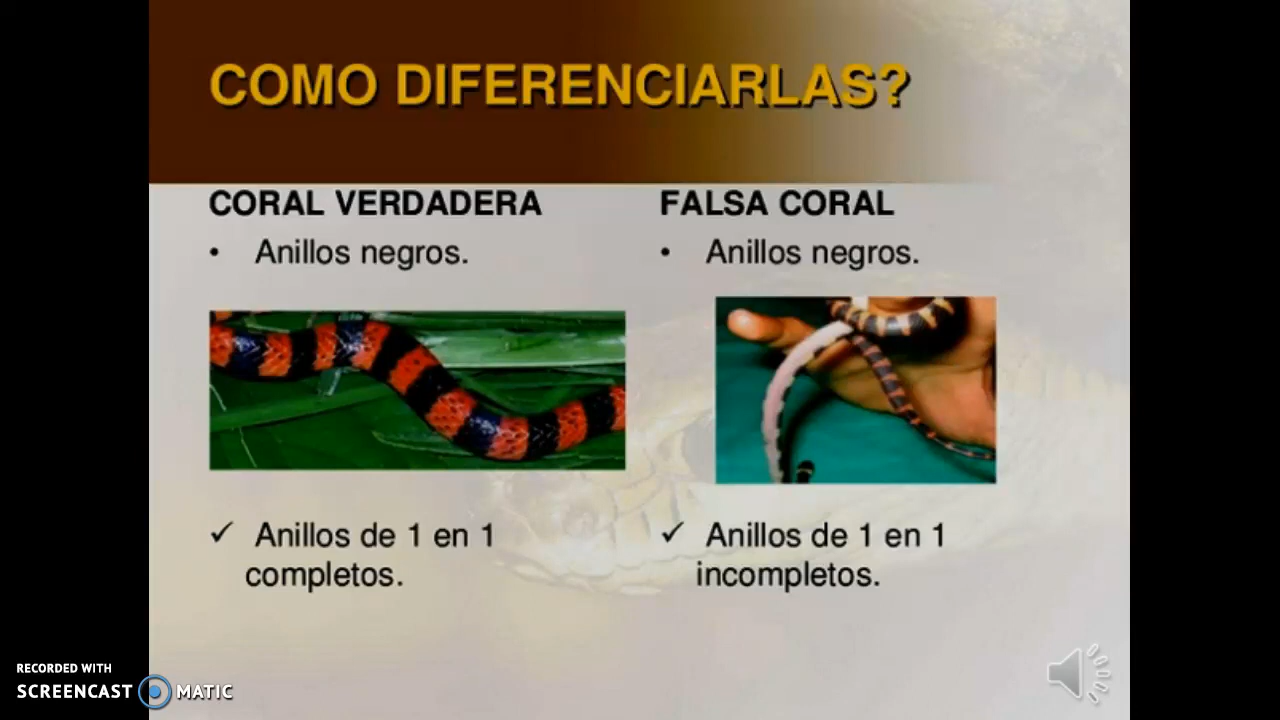 COMO DIFERENCIARLAS?
CORAL VERDADERA
• Anillos negros.
✓ Anillos de 1 en 1
completos.
FALSA CORAL
• Anillos negros.
✓ Anillos de 1 en 1
incompletos.
RECORDED WITH
SCREENCAST MATIC